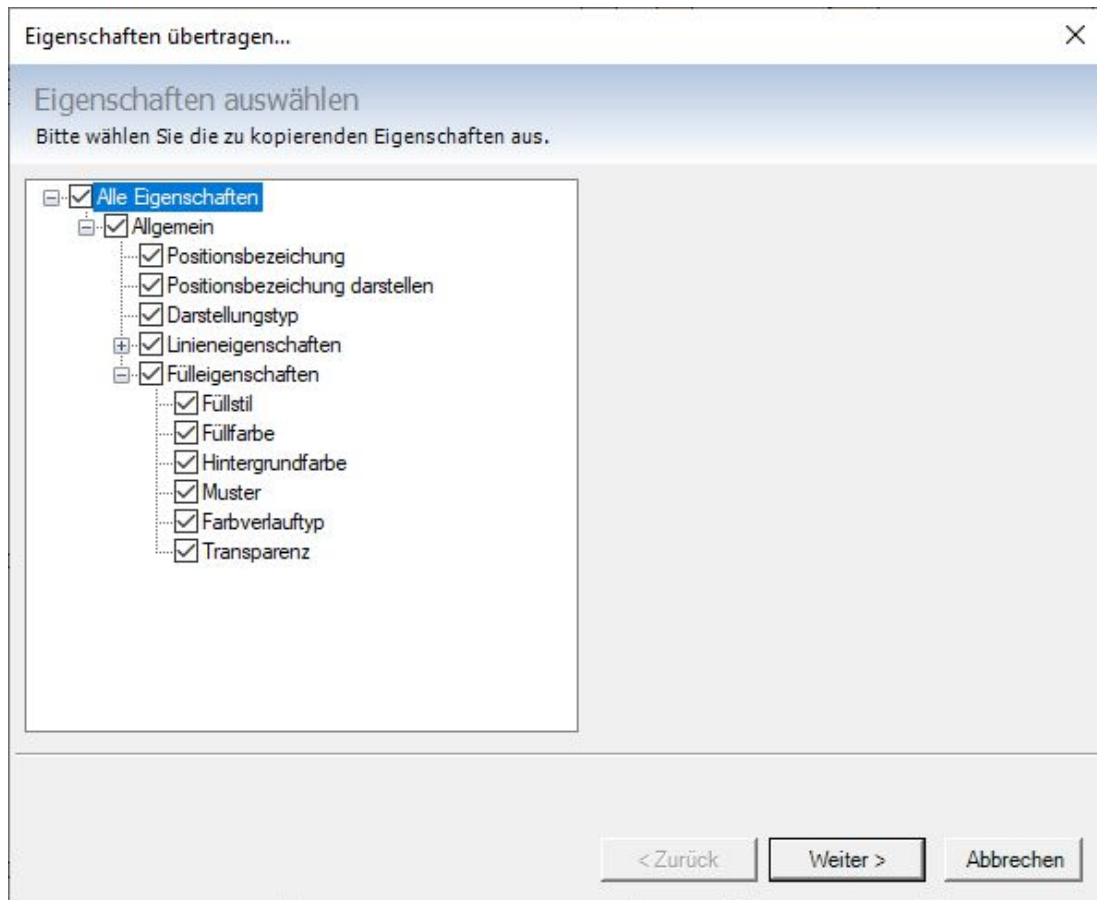 Eigenschaften übertragen...
Eigenschaften auswählen
Bitte wählen Sie die zu kopierenden Eigenschaften aus.
Alle Eigenschaften
Allgemein
Positionsbezeichung
Positionsbezeichung darstellen
Darstellungstyp
Linieneigenschaften
Fülleigenschaften
Füllstil
Füllfarbe
Hintergrundfarbe
Muster
Farbverlauftyp
Transparenz
< Zurück Weiter > Abbrechen